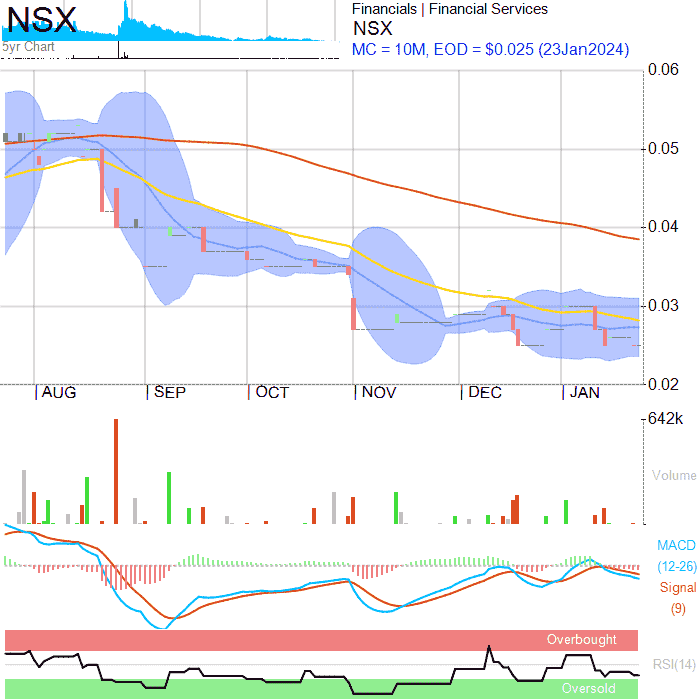 NSX
5yr Chart
Financials | Financial Services
NSX
MC = 10M, EOD = $0.025 (23Jan2024)
0.06
0.05
0.04
0.03
0.02
AUG SEP OCT NOV DEC JAN
642k
Volume
MACD
(12-26)
Signal
(9)
Overbought
RSI(14)
Oversold